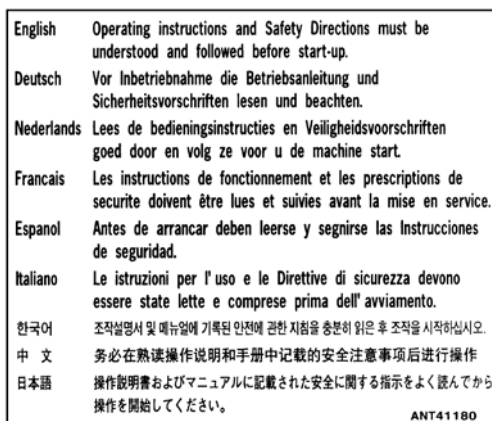 English Operating instructions and Safety Directions must be
understood and followed before start-up.
Deutsch Vor Inbetriebnahme die Betriebsanleitung und
Sicherheitsvorschriften lesen und beachten.
Nederlands Lees de bedieningsinstructies en Veiligheidsvoorschriften
goed door en volg ze voor u de machine start.
Francais Les instructions de fonctionnement et les prescriptions de
securite doivent être lues et suivies avant la mise en service.
Espanol Antes de arrancar deben leerse y segnirse las Instrucciones
de seguridad.
Italiano Le istruzioni per l'uso e le Direttive di sicurezza devono
essere state lette e comprese prima dell'avviamento.
한국어 조작설명서 및 메뉴얼에 기록된 안전에 관한 지침을 충분히 읽은 후 조작을 시작하십시오.
中 文 务必在熟读操作说明和手册中记载的安全注意事项后进行操作
日本語 操作説明書およびマニュアルに記載された安全に関する指示をよく読んでから
操作を開始してください。
ANT41180